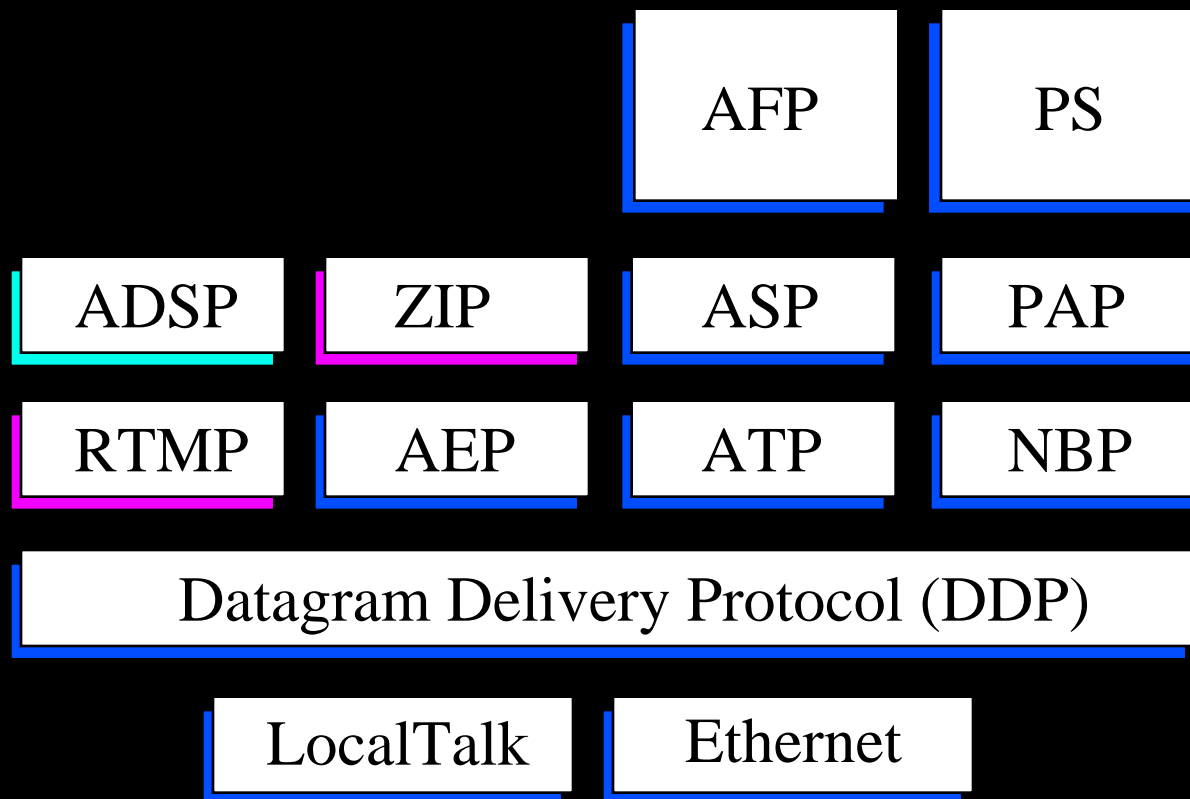 AFP PS
ADSP ZIP ASP PAP
RTMP AEP ATP NBP
Datagram Delivery Protocol (DDP)
LocalTalk Ethernet